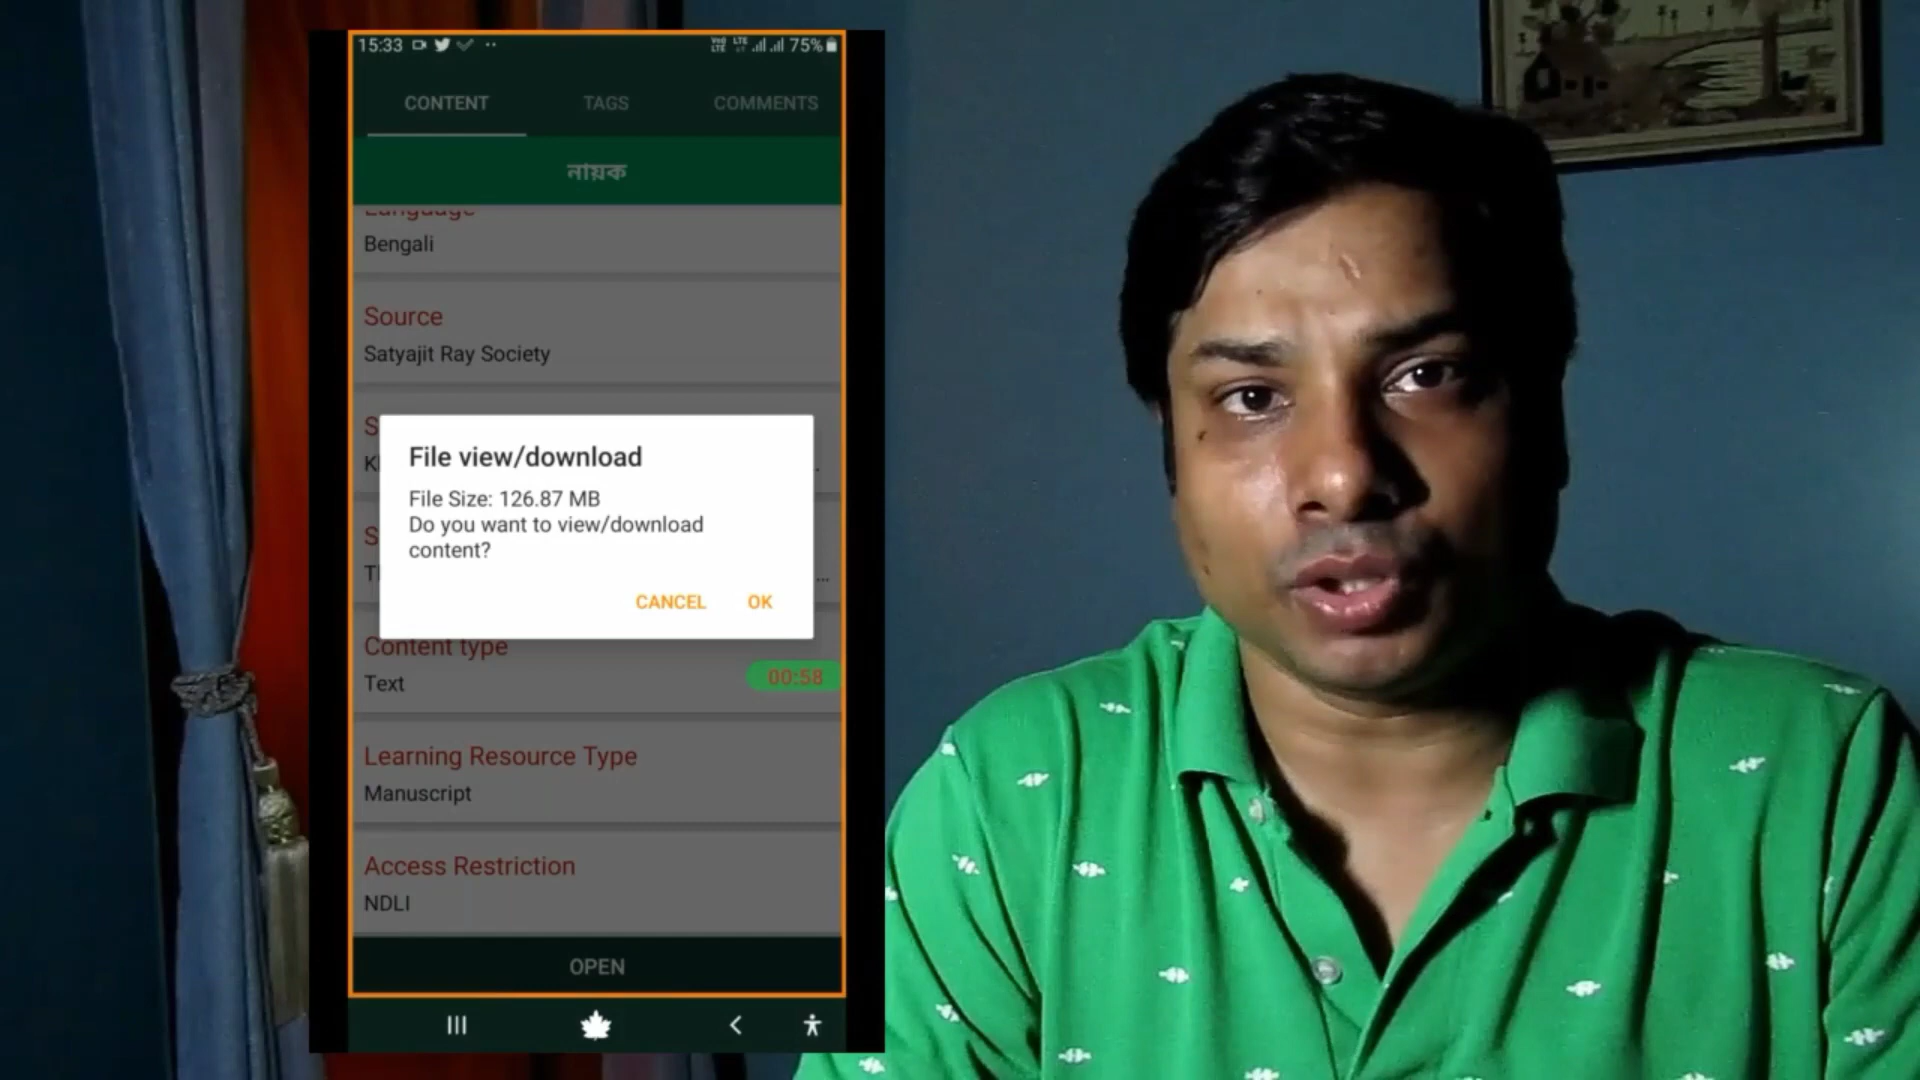 15:33
75%
CONTENT TAGS COMMENTS
নায়ক
Language
Bengali
Source
Satyajit Ray Society
S
K
File view/download
File Size: 126.87 MB
Do you want to view/download
content?
CANCEL OK
S
T ...
Content type
Text
00:58
Learning Resource Type
Manuscript
Access Restriction
NDLI
OPEN